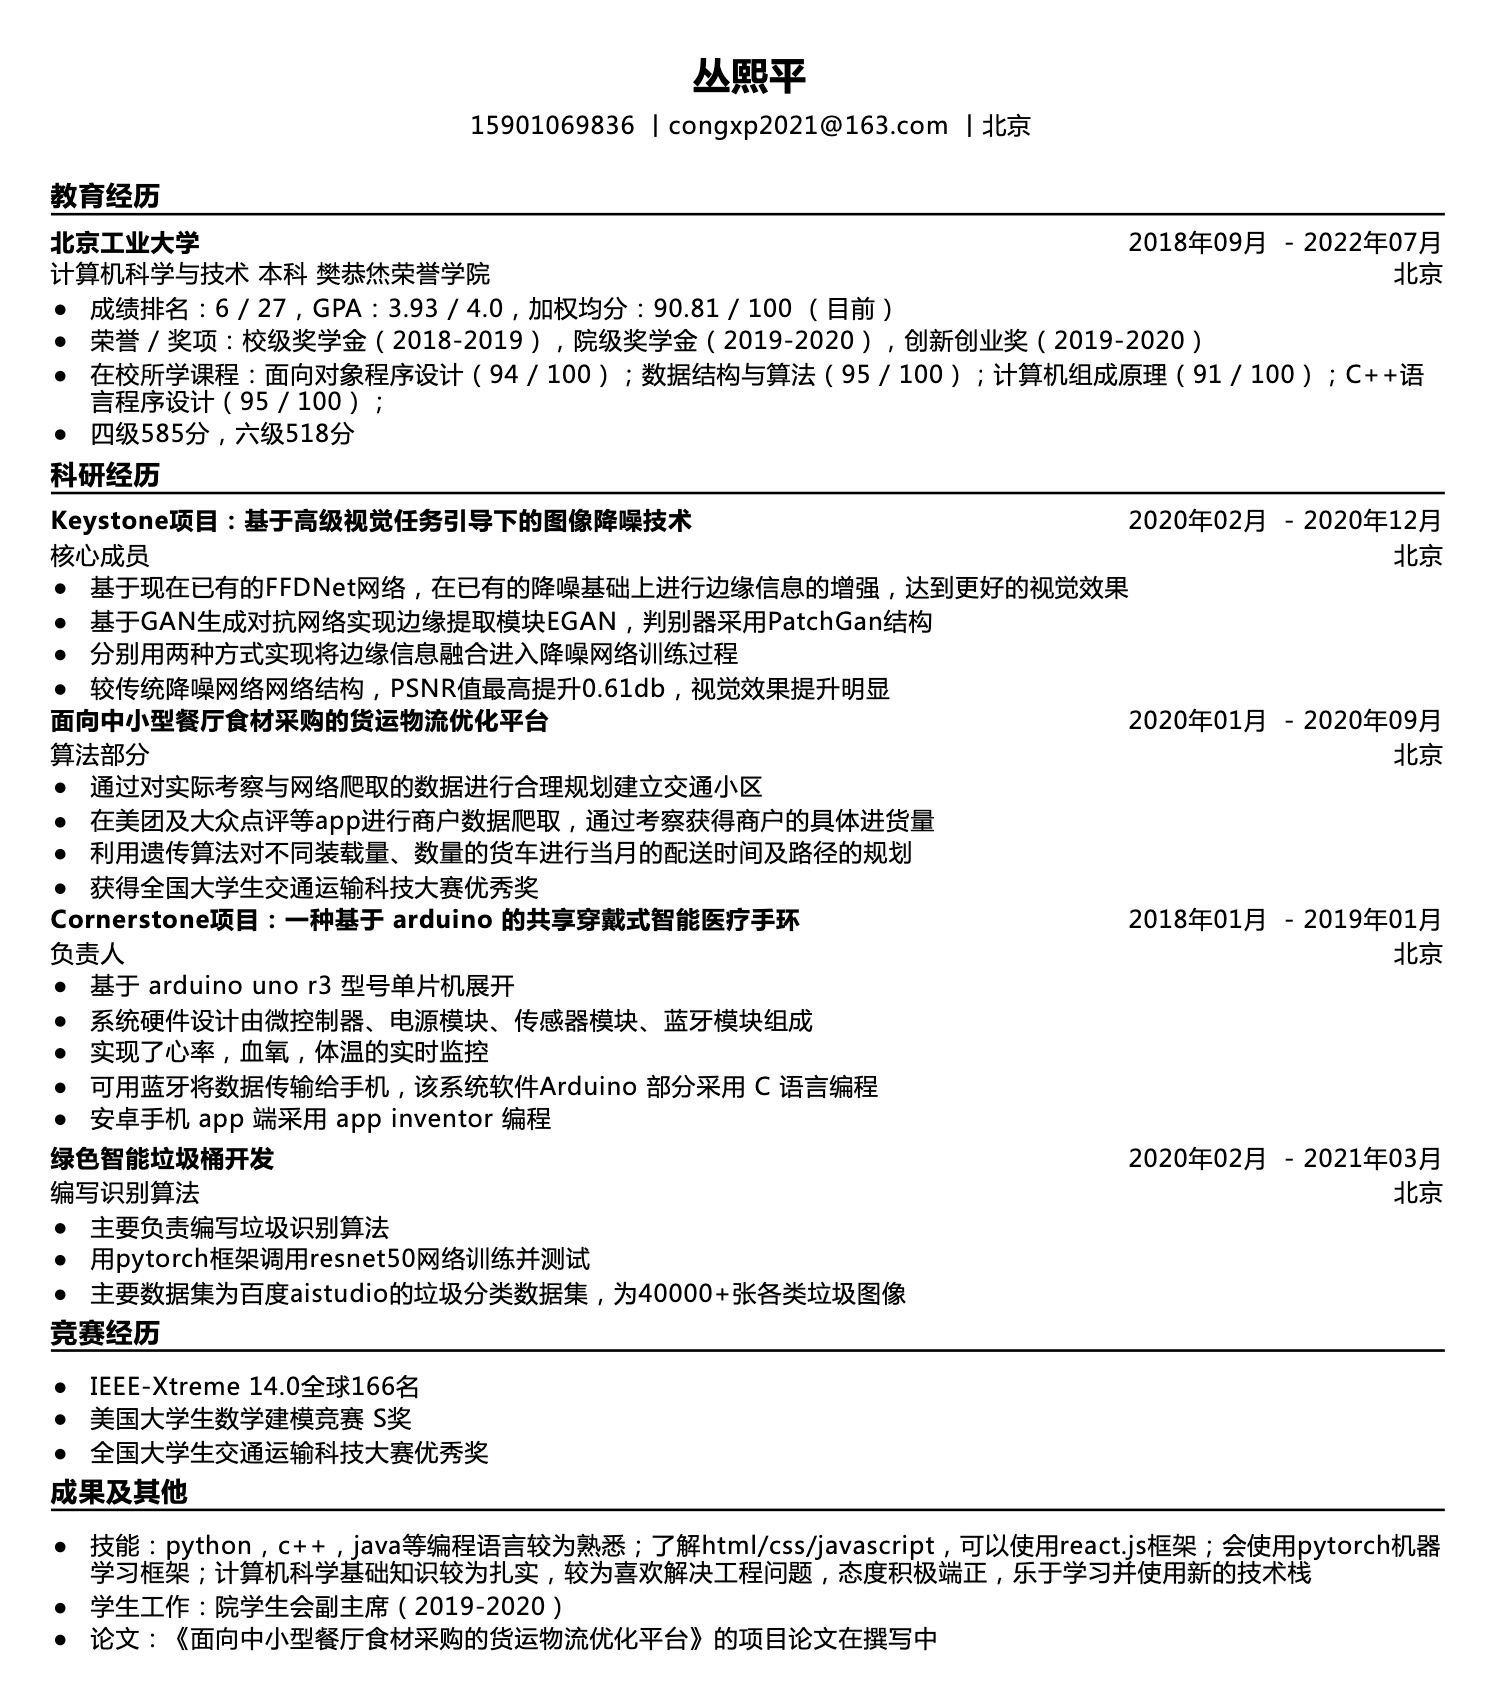 丛熙平
15901069836 | congxp2021@163.com | 北京
教育经历
北京工业大学 2018年09月 - 2022年07月
计算机科学与技术 本科 樊恭烋荣誉学院 北京
● 成绩排名：6 / 27，GPA：3.93 / 4.0，加权均分：90.81 / 100 （目前）
● 荣誉 / 奖项：校级奖学金（2018-2019），院级奖学金（2019-2020），创新创业奖（2019-2020）
● 在校所学课程：面向对象程序设计（94 / 100）；数据结构与算法（95 / 100）；计算机组成原理（91 / 100）；C++语
言程序设计（95 / 100）；
● 四级585分，六级518分
科研经历
Keystone项目：基于高级视觉任务引导下的图像降噪技术 2020年02月 - 2020年12月
核心成员 北京
● 基于现在已有的FFDNet网络，在已有的降噪基础上进行边缘信息的增强，达到更好的视觉效果
● 基于GAN生成对抗网络实现边缘提取模块EGAN，判别器采用PatchGan结构
● 分别用两种方式实现将边缘信息融合进入降噪网络训练过程
● 较传统降噪网络网络结构，PSNR值最高提升0.61db，视觉效果提升明显
面向中小型餐厅食材采购的货运物流优化平台 2020年01月 - 2020年09月
算法部分 北京
● 通过对实际考察与网络爬取的数据进行合理规划建立交通小区
● 在美团及大众点评等app进行商户数据爬取，通过考察获得商户的具体进货量
● 利用遗传算法对不同装载量、数量的货车进行当月的配送时间及路径的规划
● 获得全国大学生交通运输科技大赛优秀奖
Cornerstone项目：一种基于 arduino 的共享穿戴式智能医疗手环 2018年01月 - 2019年01月
负责人 北京
● 基于 arduino uno r3 型号单片机展开
● 系统硬件设计由微控制器、电源模块、传感器模块、蓝牙模块组成
● 实现了心率，血氧，体温的实时监控
● 可用蓝牙将数据传输给手机，该系统软件Arduino 部分采用 C 语言编程
● 安卓手机 app 端采用 app inventor 编程
绿色智能垃圾桶开发 2020年02月 - 2021年03月
编写识别算法 北京
● 主要负责编写垃圾识别算法
● 用pytorch框架调用resnet50网络训练并测试
● 主要数据集为百度aistudio的垃圾分类数据集，为40000+张各类垃圾图像
竞赛经历
● IEEE-Xtreme 14.0全球166名
● 美国大学生数学建模竞赛 S奖
● 全国大学生交通运输科技大赛优秀奖
成果及其他
● 技能：python，c++，java等编程语言较为熟悉；了解html/css/javascript，可以使用react.js框架；会使用pytorch机器
学习框架；计算机科学基础知识较为扎实，较为喜欢解决工程问题，态度积极端正，乐于学习并使用新的技术栈
● 学生工作：院学生会副主席（2019-2020）
● 论文：《面向中小型餐厅食材采购的货运物流优化平台》的项目论文在撰写中